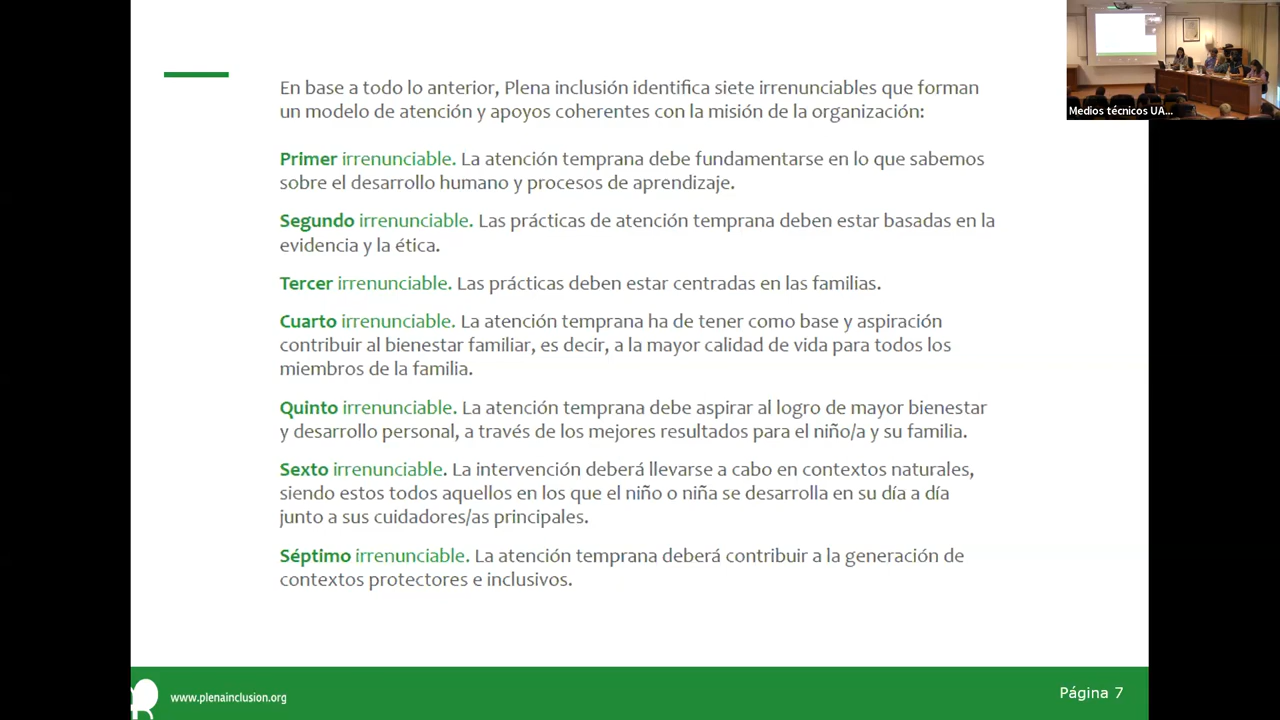 En base a todo lo anterior, Plena inclusión identifica siete irrenunciables que forman
un modelo de atención y apoyos coherentes con la misión de la organización:
Primer irrenunciable. La atención temprana debe fundamentarse en lo que sabemos
sobre el desarrollo humano y procesos de aprendizaje.
Segundo irrenunciable. Las prácticas de atención temprana deben estar basadas en la
evidencia y la ética.
Tercer irrenunciable. Las prácticas deben estar centradas en las familias.
Cuarto irrenunciable. La atención temprana ha de tener como base y aspiración
contribuir al bienestar familiar, es decir, a la mayor calidad de vida para todos los
miembros de la familia.
Quinto irrenunciable. La atención temprana debe aspirar al logro de mayor bienestar
y desarrollo personal, a través de los mejores resultados para el niño/a y su familia.
Sexto irrenunciable. La intervención deberá llevarse a cabo en contextos naturales,
siendo estos todos aquellos en los que el niño o niña se desarrolla en su día a día
junto a sus cuidadores/as principales.
Séptimo irrenunciable. La atención temprana deberá contribuir a la generación de
contextos protectores e inclusivos.
www.plenainclusion.org
Página 7
Medios técnicos UA...